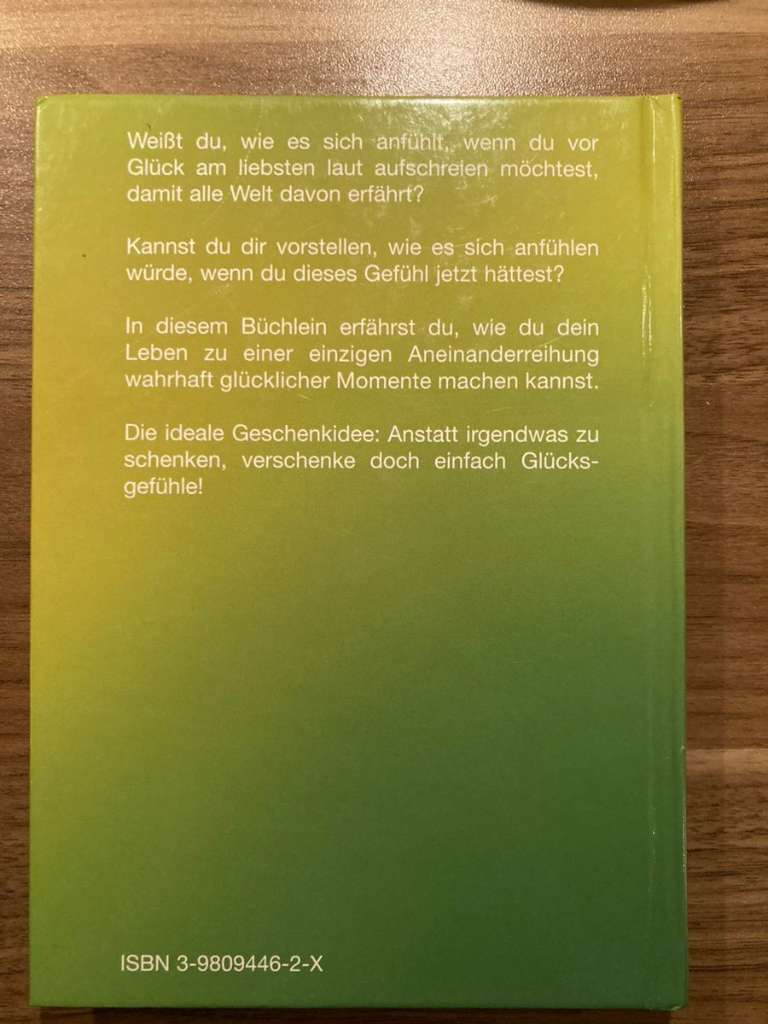 Weißt du, wie es sich anfühlt, wenn du vor
Glück am liebsten laut aufschreien möchtest,
damit alle Welt davon erfährt?
Kannst du dir vorstellen, wie es sich anfühlen
würde, wenn du dieses Gefühl jetzt hättest?
In diesem Büchlein erfährst du, wie du dein
Leben zu einer einzigen Aneinanderreihung
wahrhaft glücklicher Momente machen kannst.
Die ideale Geschenkidee: Anstatt irgendwas zu
schenken, verschenke doch einfach Glücks-
gefühle!
ISBN 3-9809446-2-X